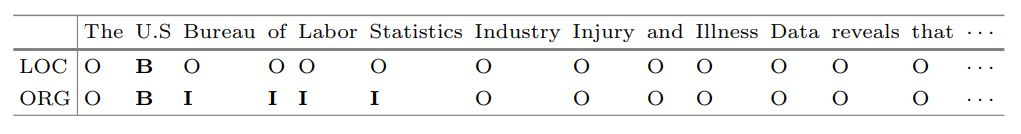 The U.S Bureau of Labor Statistics Industry Injury and Illness Data reveals that ···
LOC O B O O O O O O O O O O O ···
ORG O B I I I I O O O O O O O ···